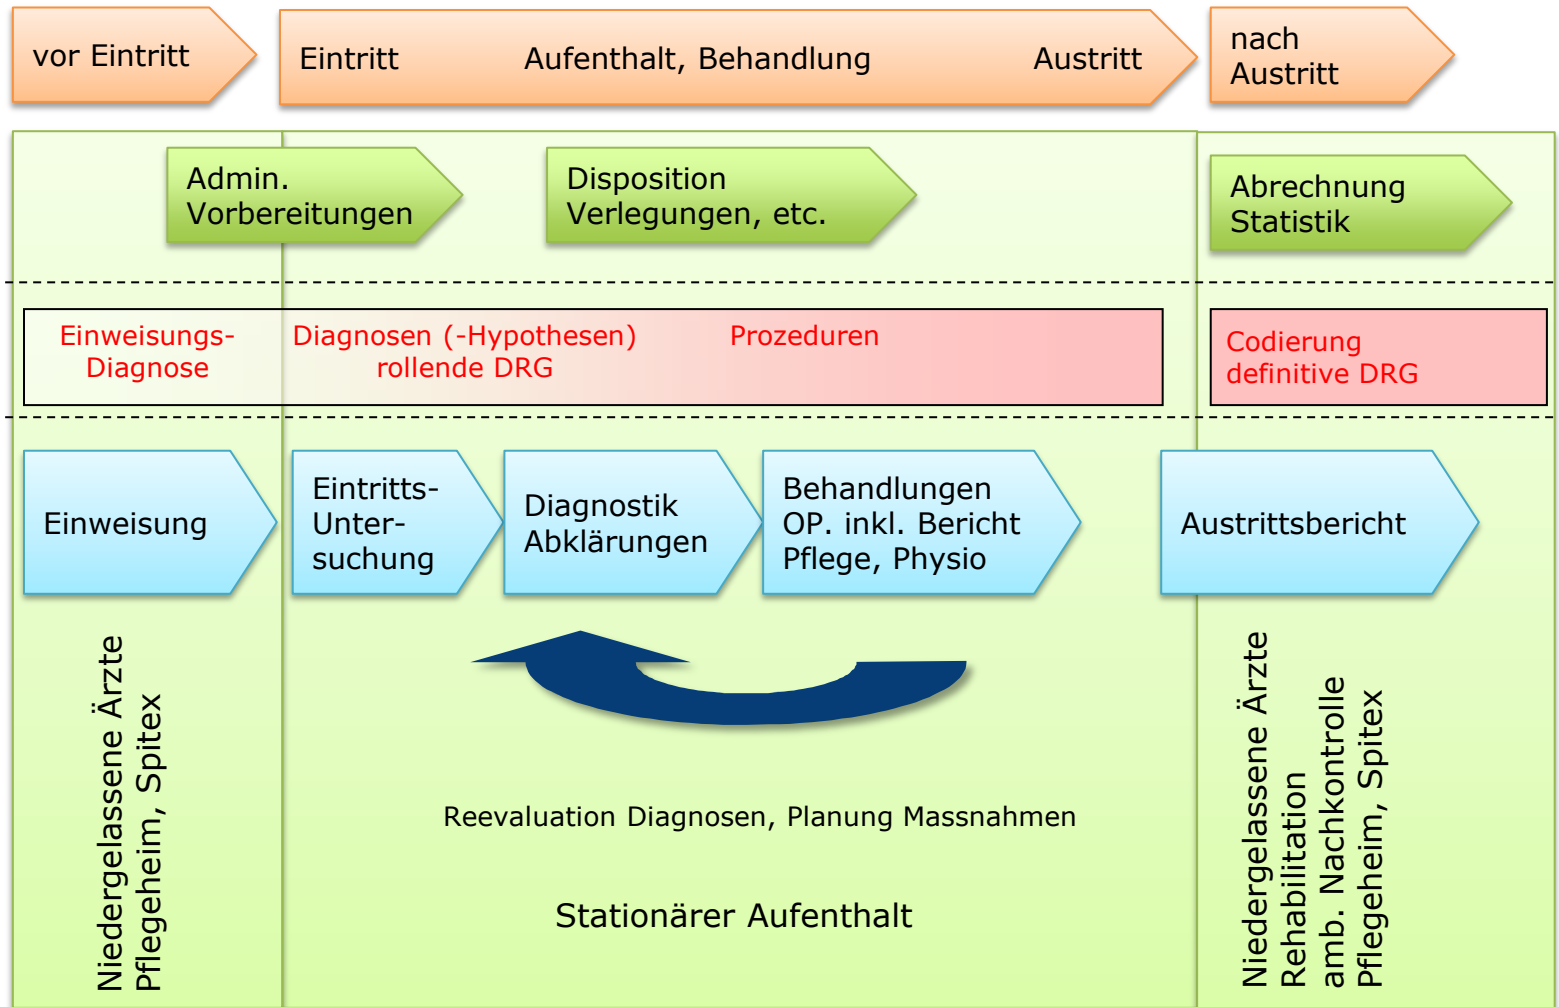 vor Eintritt
Eintritt
Aufenthalt, Behandlung
Austritt
nach
Austritt
Admin.
Vorbereitungen
Disposition
Verlegungen, etc.
Abrechnung
Statistik
Einweisungs-
Diagnose
Diagnosen (-Hypothesen)
rollende DRG
Prozeduren
Codierung
definitive DRG
Einweisung
Eintritts-
Unter-
suchung
Diagnostik
Abklärungen
Behandlungen
OP. inkl. Bericht
Pflege, Physio
Austrittsbericht
Niedergelassene Ärzte
Pflegeheim, Spitex
Reevaluation Diagnosen, Planung Massnahmen
Stationärer Aufenthalt
Niedergelassene Ärzte
Rehabilitation
amb. Nachkontrolle
Pflegeheim, Spitex